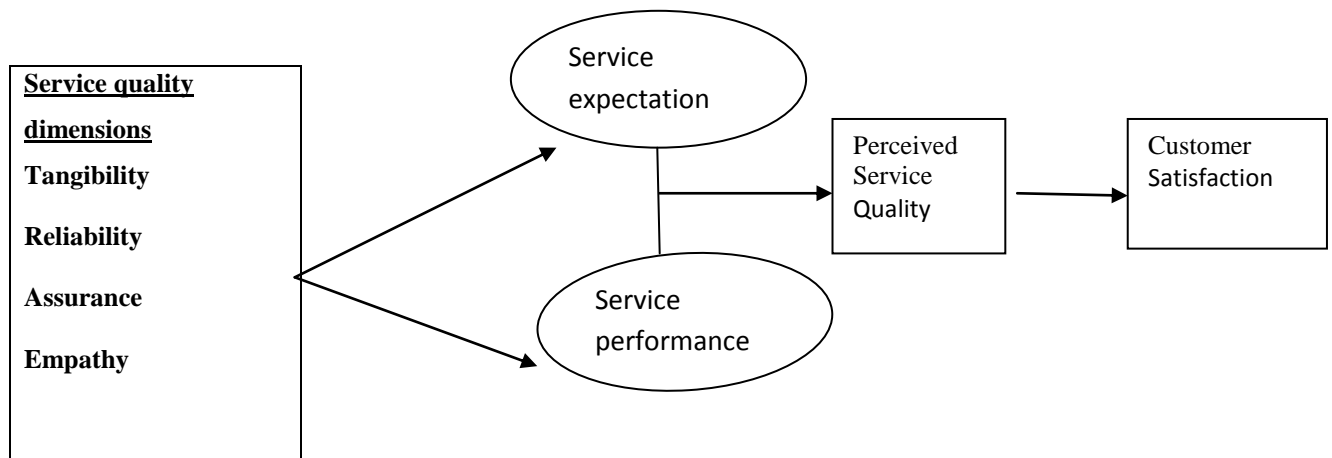 Service quality
dimensions
Tangibility
Reliability
Assurance
Empathy
Service
expectation
Service
performance
Perceived
Service
Quality
Customer
Satisfaction